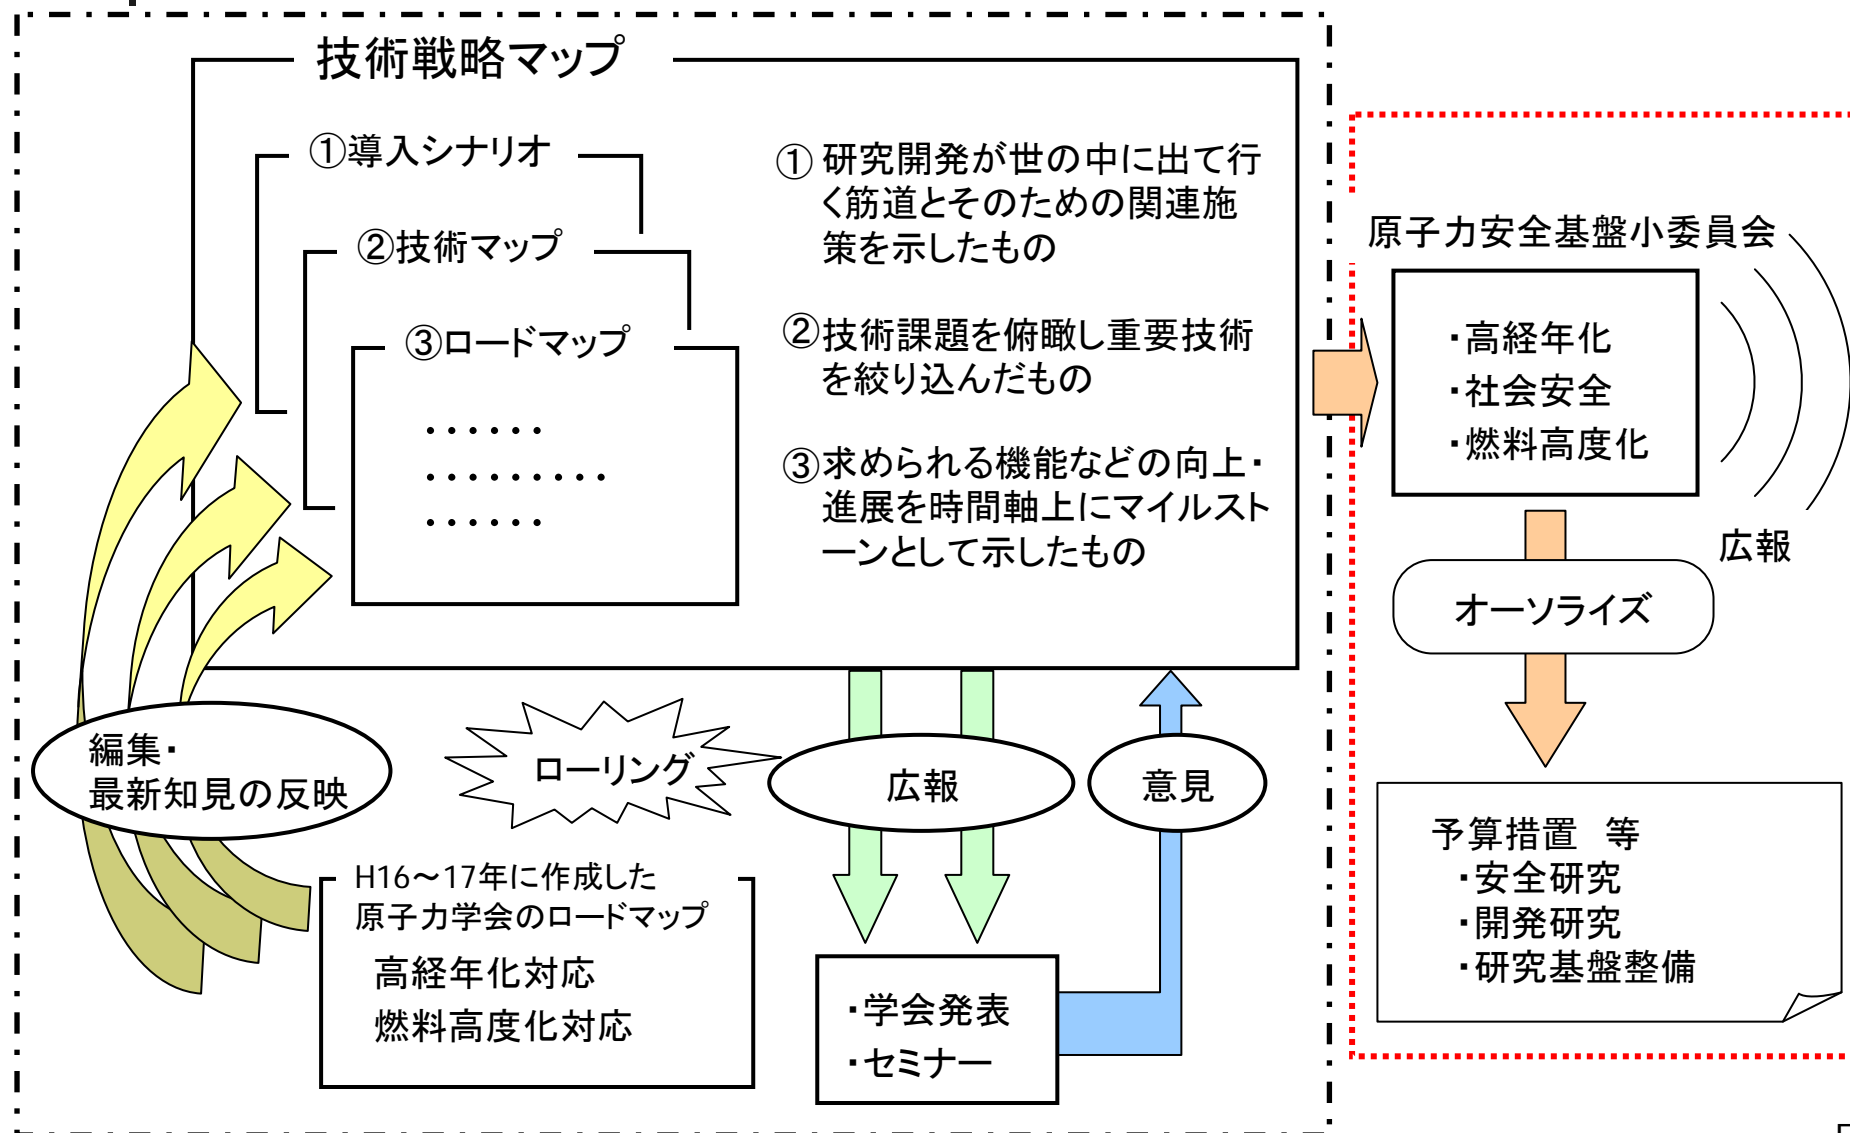 技術戦略マップ
①導入シナリオ
②技術マップ
③ロードマップ
・・・・・・
・・・・・・・・・
・・・・・・
① 研究開発が世の中に出て行
く筋道とそのための関連施
策を示したもの
②技術課題を俯瞰し重要技術
を絞り込んだもの
③求められる機能などの向上・
進展を時間軸上にマイルスト
ーンとして示したもの
編集・
最新知見の反映
ローリング
広報
意見
H16～17年に作成した
原子力学会のロードマップ
高経年化対応
燃料高度化対応
・学会発表
・セミナー
原子力安全基盤小委員会
・高経年化
・社会安全
・燃料高度化
広報
オーソライズ
予算措置　等
・安全研究
・開発研究
・研究基盤整備